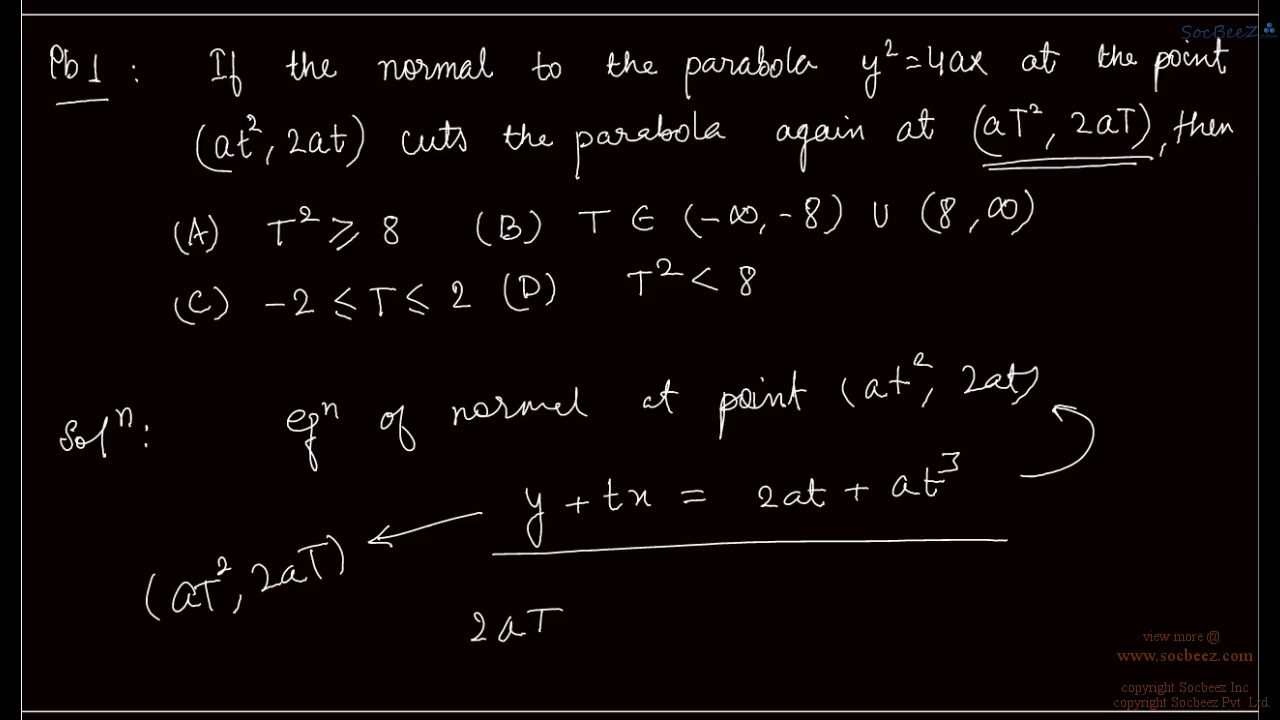 SocBeeZ
Pb 1 : If the normal to the parabola y² = 4ax at the point
(at², 2at) cuts the parabola again at (aT², 2aT), then
(A) T² ≥ 8 (B) T ∈ (-∞, -8) ∪ (8, ∞)
(C) -2 ≤ T ≤ 2 (D) T² < 8
Solⁿ : eqⁿ of normal at point (at², 2at)
y + tx = 2at + at³
(aT², 2aT)
2aT
view more @
www.socbeez.com
copyright Socbeez Inc.
copyright Socbeez Pvt. Ltd.